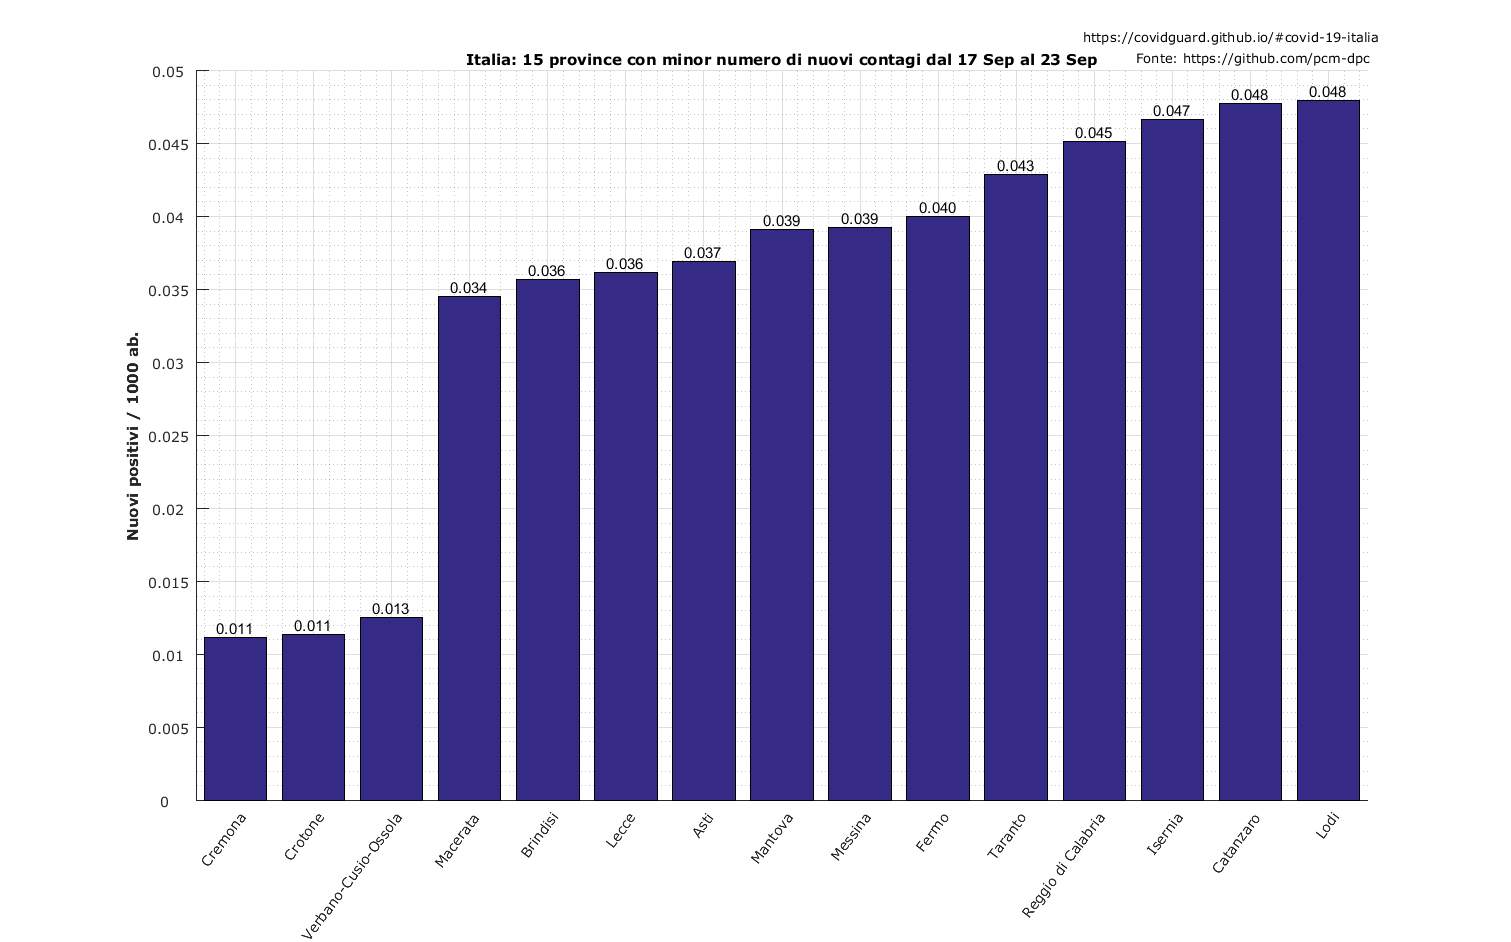 https://covidguard.github.io/#covid-19-italia
Italia: 15 province con minor numero di nuovi contagi dal 17 Sep al 23 Sep
Fonte: https://github.com/pcm-dpc
Nuovi positivi / 1000 ab.
0.05
0.045
0.04
0.035
0.03
0.025
0.02
0.015
0.01
0.005
0
0.011
0.011
0.013
0.034
0.036
0.036
0.037
0.039
0.039
0.040
0.043
0.045
0.047
0.048
0.048
Cremona
Crotone
Verbano-Cusio-Ossola
Macerata
Brindisi
Lecce
Asti
Mantova
Messina
Fermo
Taranto
Reggio di Calabria
Isernia
Catanzaro
Lodi